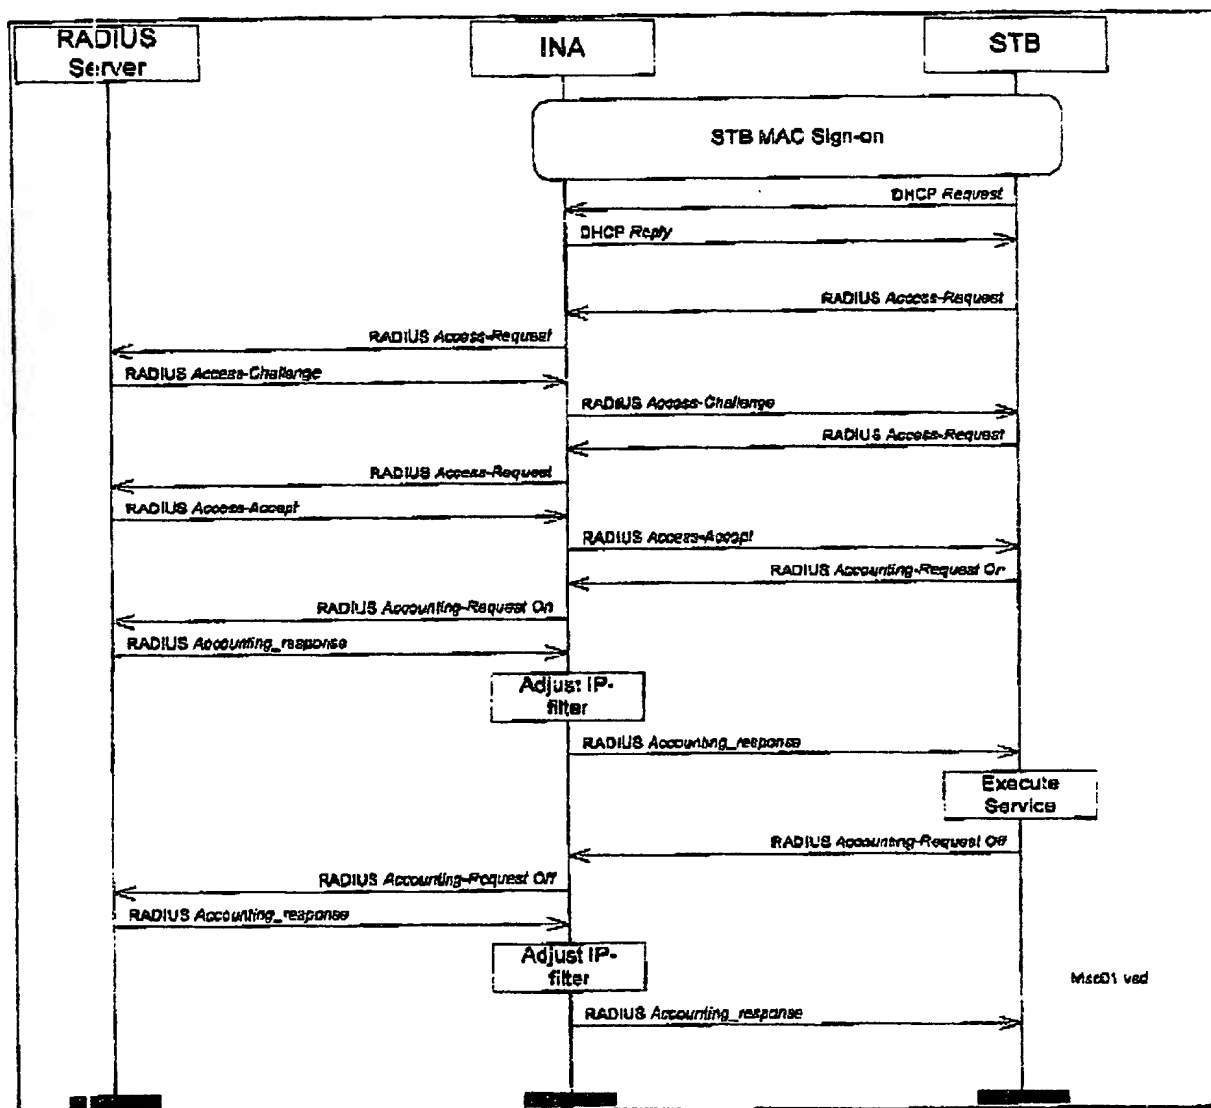 RADIUS
Server
INA
STB
STB MAC Sign-on
DHCP Request
DHCP Reply
RADIUS Access-Request
RADIUS Access-Request
RADIUS Access-Challenge
RADIUS Access-Challenge
RADIUS Access-Request
RADIUS Access-Request
RADIUS Access-Accept
RADIUS Access-Accept
RADIUS Accounting-Request On
RADIUS Accounting-Request On
RADIUS Accounting_response
Adjust IP-
filter
RADIUS Accounting_response
Execute
Service
RADIUS Accounting-Request Off
RADIUS Accounting-Request Off
RADIUS Accounting_response
Adjust IP-
filter
Msc01 vsd
RADIUS Accounting_response